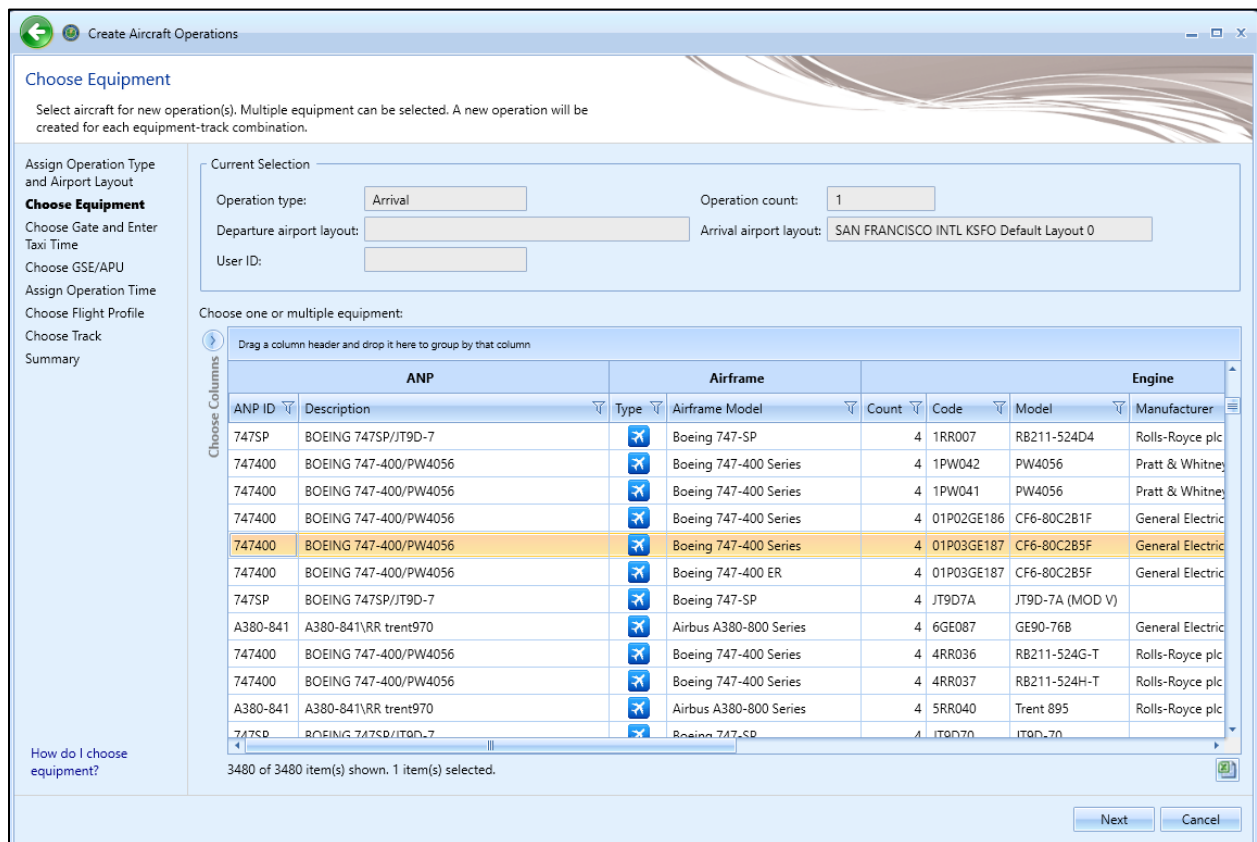 Create Aircraft Operations
Choose Equipment
Select aircraft for new operation(s). Multiple equipment can be selected. A new operation will
be created for each equipment-track combination.
Assign Operation Type
and Airport Layout
Choose Equipment
Choose Gate and Enter
Taxi Time
Choose GSE/APU
Assign Operation Time
Choose Flight Profile
Choose Track
Summary
How do I choose
equipment?
Current Selection
Operation type: Arrival Operation count: 1
Departure airport layout: Arrival airport layout: SAN FRANCISCO INTL KSFO Default Layout 0
User ID:
Choose one or multiple equipment:
Choose Columns
Drag a column header and drop it here to group by that column
ANP Airframe Engine
ANP ID Description Type Airframe Model Count Code Model Manufacturer
747SP BOEING 747SP/JT9D-7 Boeing 747-SP 4 1RR007 RB211-524D4 Rolls-Royce plc
747400 BOEING 747-400/PW4056 Boeing 747-400 Series 4 1PW042 PW4056 Pratt & Whitney
747400 BOEING 747-400/PW4056 Boeing 747-400 Series 4 1PW041 PW4056 Pratt & Whitney
747400 BOEING 747-400/PW4056 Boeing 747-400 Series 4 01P02GE186 CF6-80C2B1F General Electric
747400 BOEING 747-400/PW4056 Boeing 747-400 Series 4 01P03GE187 CF6-80C2B5F General Electric
747400 BOEING 747-400/PW4056 Boeing 747-400 ER 4 01P03GE187 CF6-80C2B5F General Electric
747SP BOEING 747SP/JT9D-7 Boeing 747-SP 4 JT9D7A JT9D-7A (MOD V)
A380-841 A380-841\RR trent970 Airbus A380-800 Series 4 6GE087 GE90-76B General Electric
747400 BOEING 747-400/PW4056 Boeing 747-400 Series 4 4RR036 RB211-524G-T Rolls-Royce plc
747400 BOEING 747-400/PW4056 Boeing 747-400 Series 4 4RR037 RB211-524H-T Rolls-Royce plc
A380-841 A380-841\RR trent970 Airbus A380-800 Series 4 5RR040 Trent 895 Rolls-Royce plc
747SP BOEING 747SP/JT9D-7 Boeing 747-SP 4 JT9D70 JT9D-70
3480 of 3480 item(s) shown. 1 item(s) selected.
Next Cancel